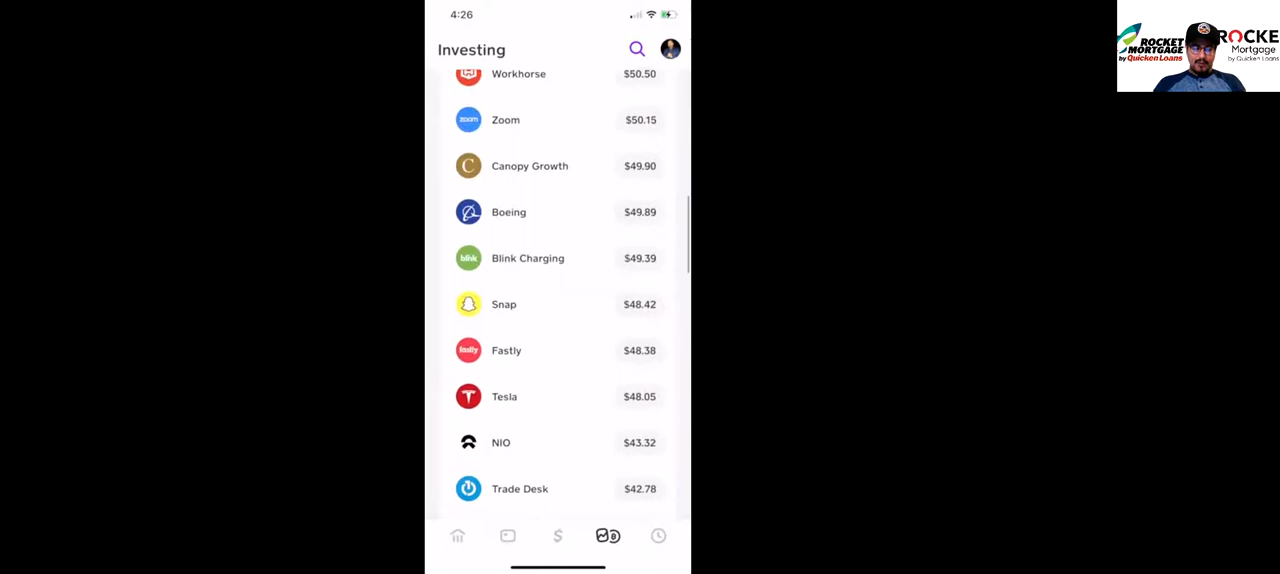 4:26
Investing
Workhorse $50.50
zoom Zoom $50.15
C Canopy Growth $49.90
Boeing $49.89
blink Blink Charging $49.39
Snap $48.42
fastly Fastly $48.38
Tesla $48.05
NIO $43.32
Trade Desk $42.78
$
ROCKET
MORTGAGE
by Quicken Loans
ROCKE
Mortgage
by Quicken Loans